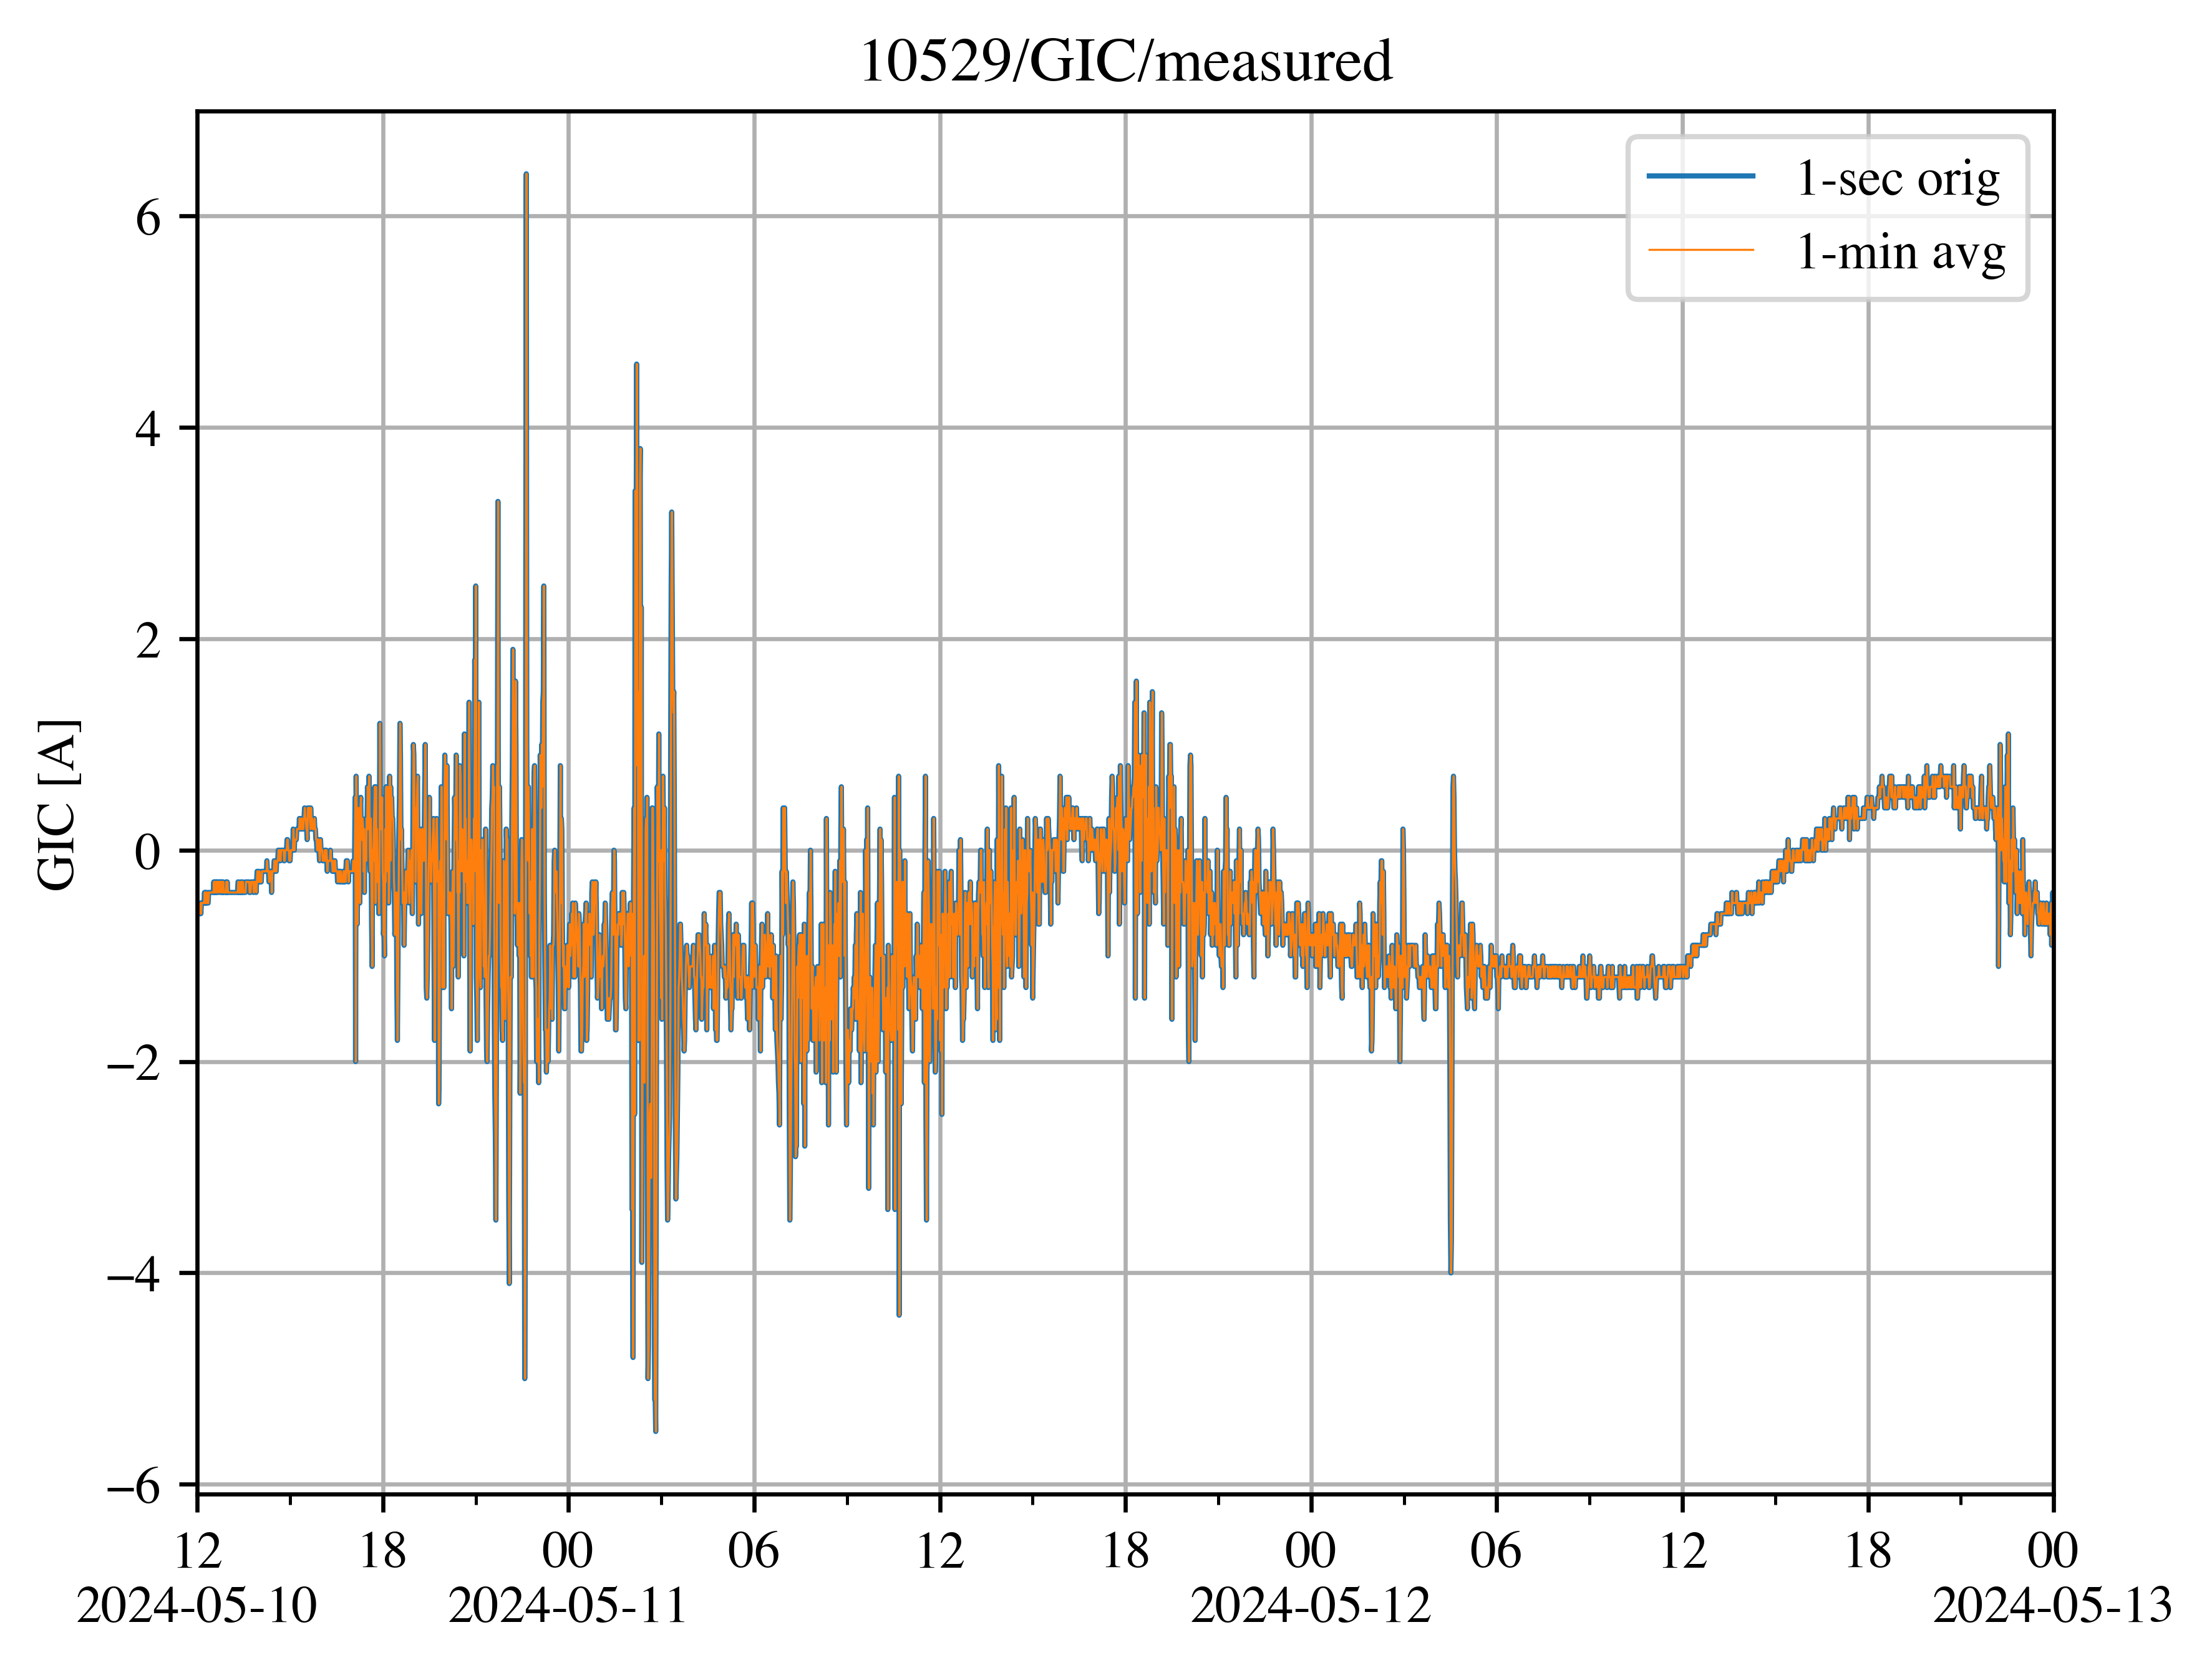 10529/GIC/measured
1-sec orig
1-min avg
GIC [A]
6
4
2
0
−2
−4
−6
12 18 00 06 12 18 00 06 12 18 00
2024-05-10 2024-05-11 2024-05-12 2024-05-13